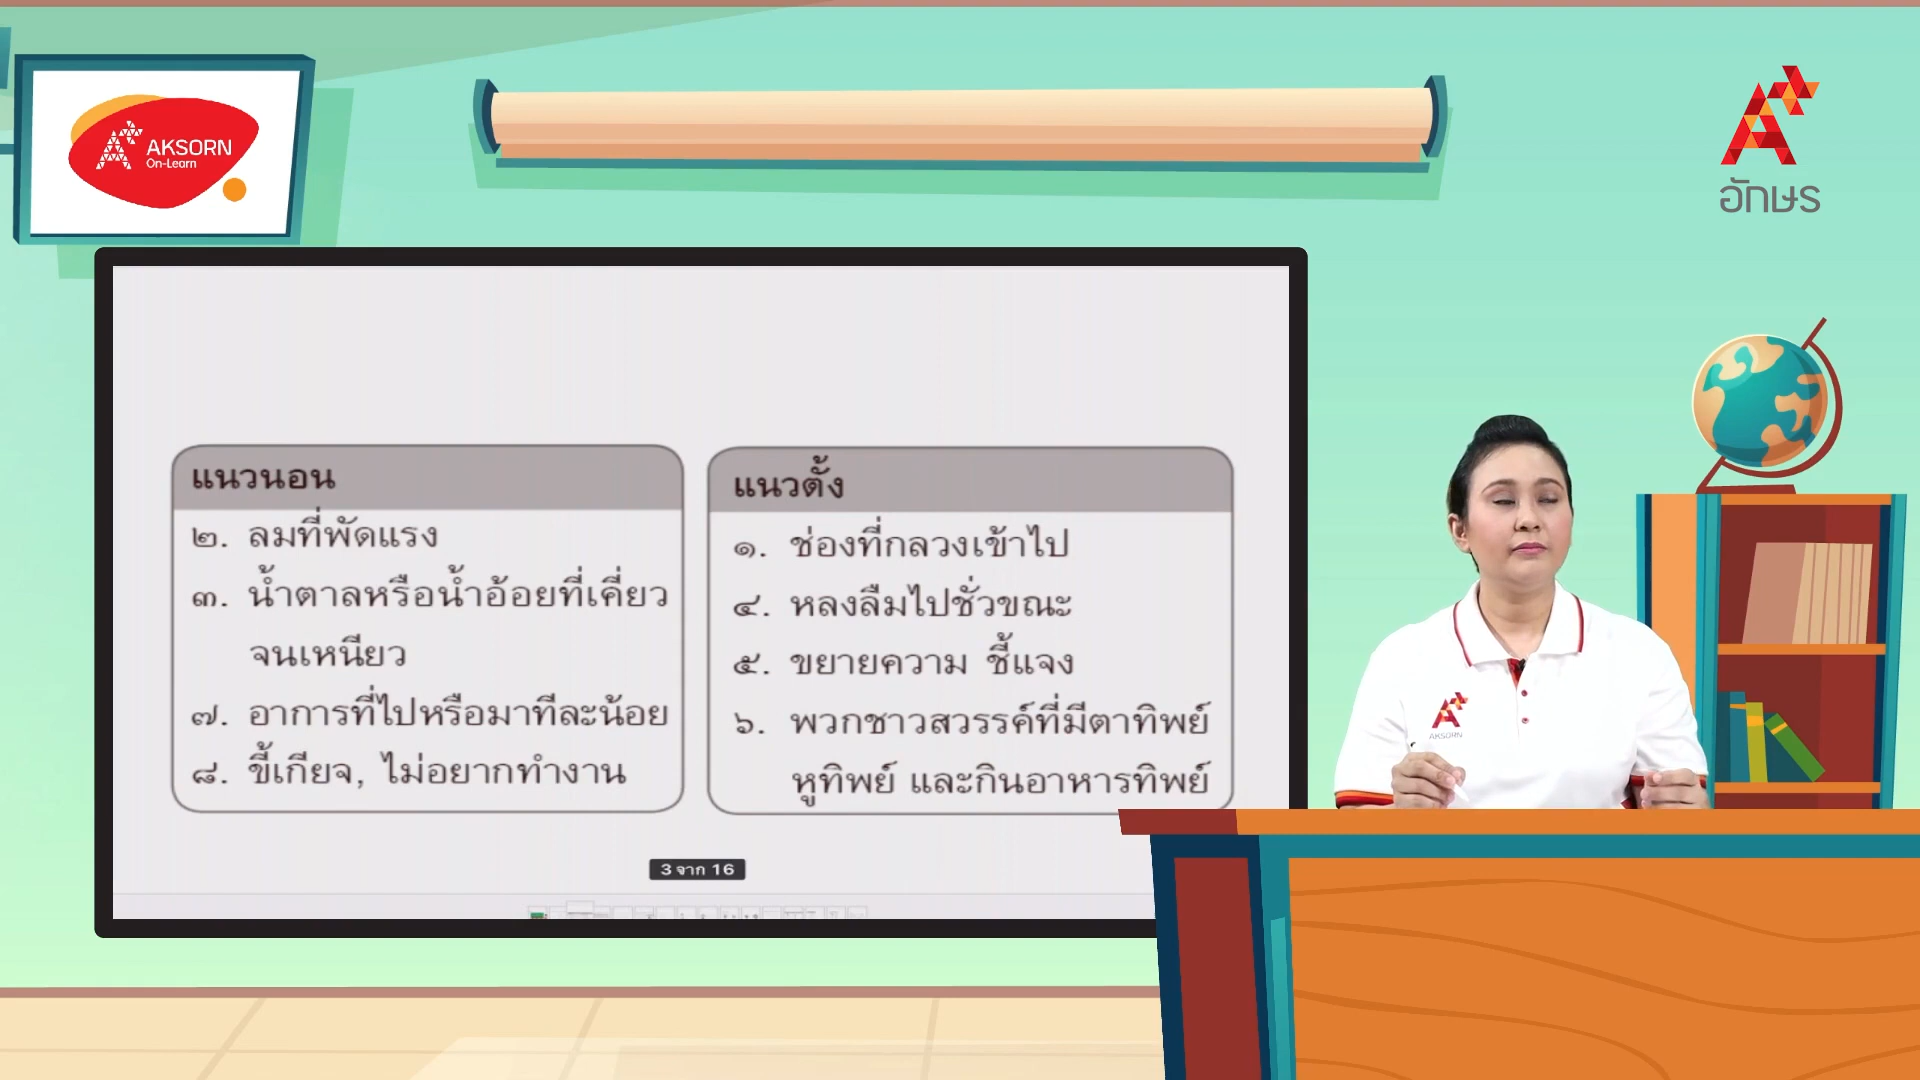 AKSORN
On-Learn
อักษร
แนวนอน
๒. ลมที่พัดแรง
๓. น้ำตาลหรือน้ำอ้อยที่เคี่ยว
จนเหนียว
๗. อาการที่ไปหรือมาทีละน้อย
๘. ขี้เกียจ, ไม่อยากทำงาน
แนวตั้ง
๑. ช่องที่กลวงเข้าไป
๔. หลงลืมไปชั่วขณะ
๕. ขยายความ ชี้แจง
๖. พวกชาวสวรรค์ที่มีตาทิพย์
หูทิพย์ และกินอาหารทิพย์
3 จาก 16
AKSORN